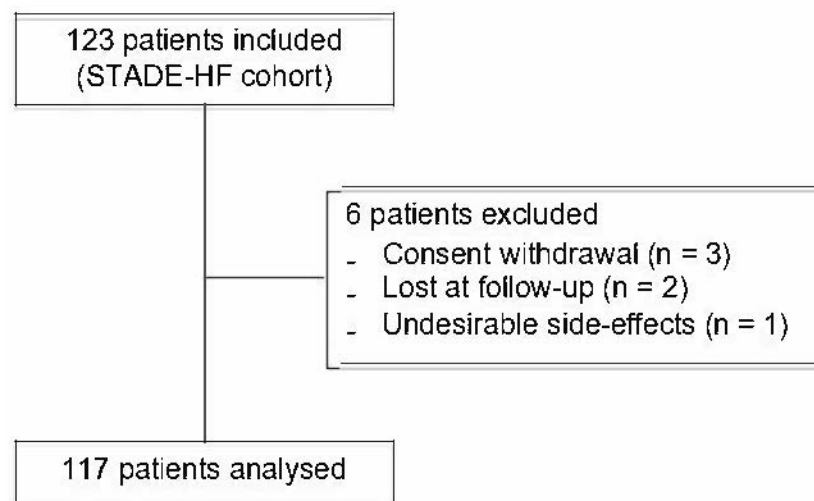 123 patients included
(STADE-HF cohort)
6 patients excluded
- Consent withdrawal (n = 3)
- Lost at follow-up (n = 2)
- Undesirable side-effects (n = 1)
117 patients analysed